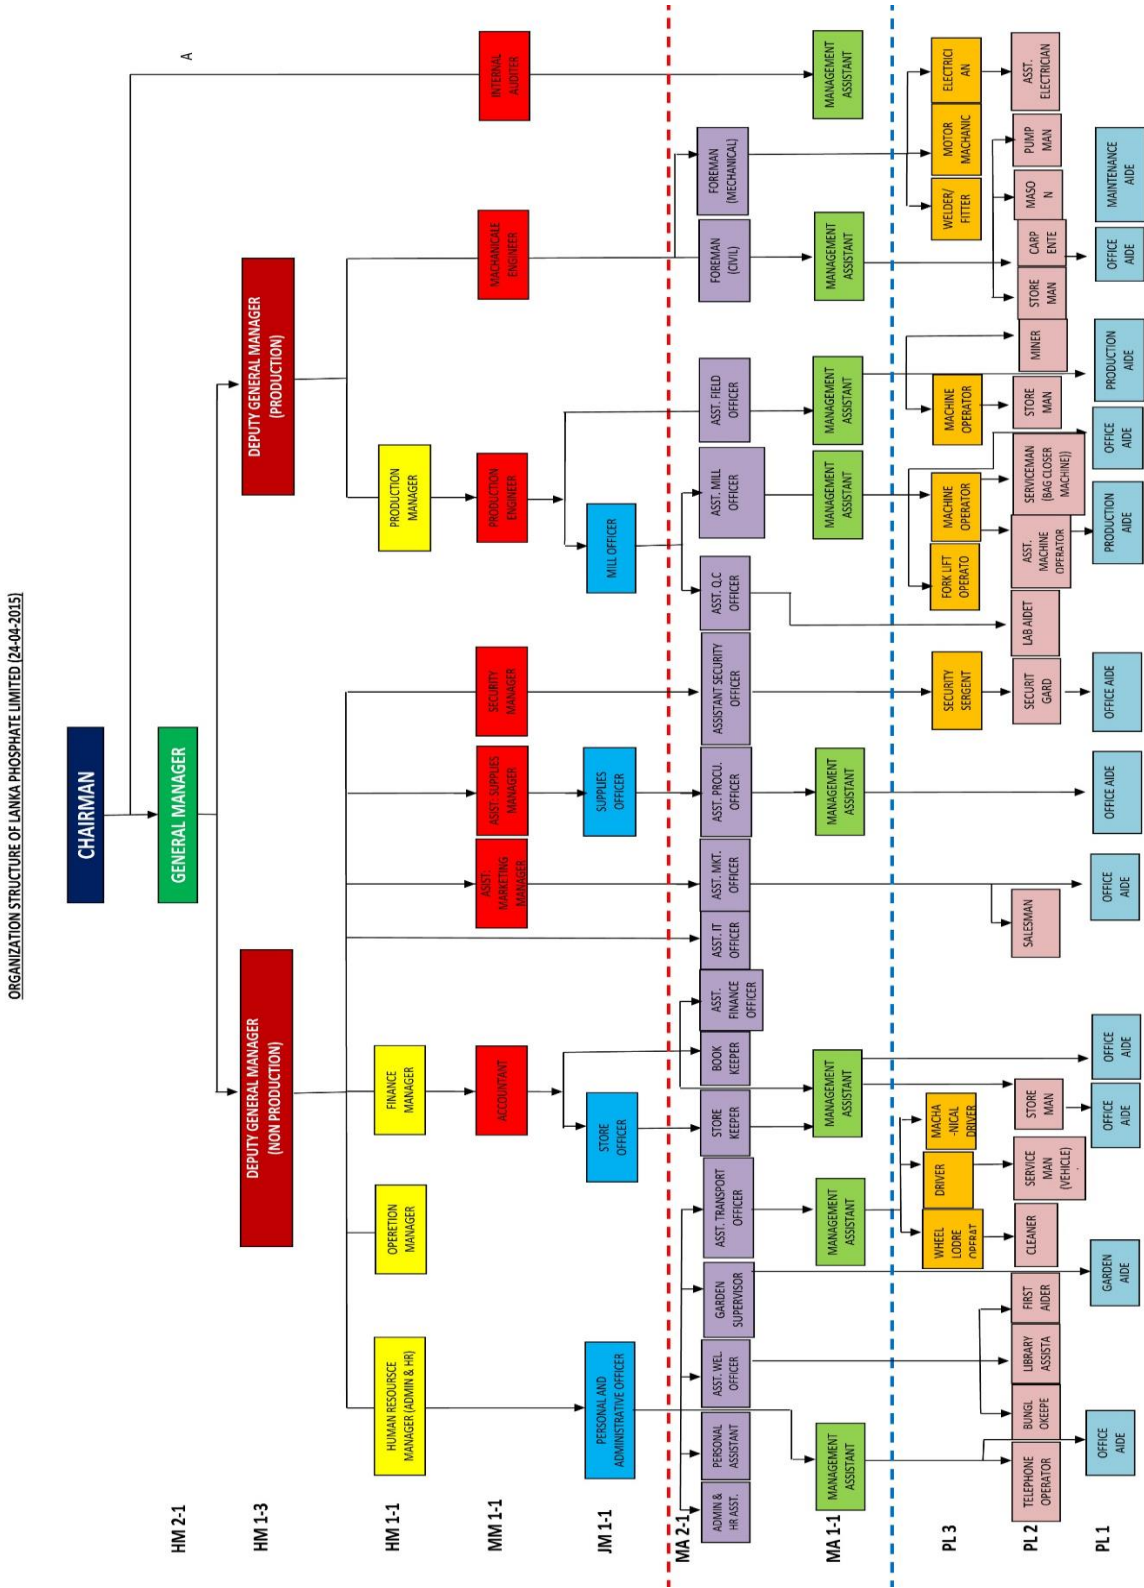 ORGANIZATION STRUCTURE OF LANKA PHOSPHATE LIMITED (24-04-2015)
CHAIRMAN
A
HM 2-1
GENERAL MANAGER
HM 1-3
DEPUTY GENERAL MANAGER
(NON PRODUCTION)
DEPUTY GENERAL MANAGER
(PRODUCTION)
HM 1-1
HUMAN RESOURSCE
MANAGER (ADMIN & HR)
OPERETION
MANAGER
FINANCE
MANAGER
PRODUCTION
MANAGER
MM 1-1
ACCOUNTANT
ASIST.
MARKETING
MANAGER
ASIST. SUPPLIES
MANAGER
SECURITY
MANAGER
PRODUCTION
ENGINEER
MACHANICALE
ENGINEER
INTERNAL
AUDITER
JM 1-1
PERSONAL AND
ADMINISTRATIVE OFFICER
STORE
OFFICER
SUPPLIES
OFFICER
MILL OFFICER
MA 2-1
ADMIN &
HR ASST.
PERSONAL
ASSISTANT
ASST. WEL.
OFFICER
GARDEN
SUPERVISOR
ASST. TRANSPORT
OFFICER
STORE
KEEPER
BOOK
KEEPER
ASST.
FINANCE
OFFICER
ASST. IT
OFFICER
ASST. MKT.
OFFICER
ASST. PROCU.
OFFICER
ASSISTANT SECURITY
OFFICER
ASST. Q.C
OFFICER
ASST. MILL
OFFICER
ASST. FIELD
OFFICER
FOREMAN
(CIVIL)
FOREMAN
(MECHANICAL)
MA 1-1
MANAGEMENT
ASSISTANT
MANAGEMENT
ASSISTANT
MANAGEMENT
ASSISTANT
MANAGEMENT
ASSISTANT
MANAGEMENT
ASSISTANT
MANAGEMENT
ASSISTANT
MANAGEMENT
ASSISTANT
MANAGEMENT
ASSISTANT
PL 3
WHEEL
LODRE
OPERAT
DRIVER
MACHA
-NICAL
DRIVER
SECURITY
SERGENT
FORK LIFT
OPERATO
MACHINE
OPERATOR
MACHINE
OPERATOR
WELDER/
FITTER
MOTOR
MACHANIC
ELECTRICI
AN
PL 2
TELEPHONE
OPERATOR
BUNGL
OKEEPE
LIBRARY
ASSISTA
FIRST
AIDER
CLEANER
SERVICE
MAN
(VEHICLE)
STORE
MAN
SALESMAN
SECURIT
GARD
LAB AIDET
ASST.
MACHINE
OPERATOR
SERVICEMAN
(BAG CLOSER
MACHINE))
STORE
MAN
MINER
STORE
MAN
CARP
ENTE
MASO
N
PUMP
MAN
ASST.
ELECTRICIAN
PL 1
OFFICE
AIDE
GARDEN
AIDE
OFFICE
AIDE
OFFICE
AIDE
OFFICE
AIDE
OFFICE AIDE
OFFICE AIDE
PRODUCTION
AIDE
OFFICE
AIDE
PRODUCTION
AIDE
OFFICE
AIDE
MAINTENANCE
AIDE